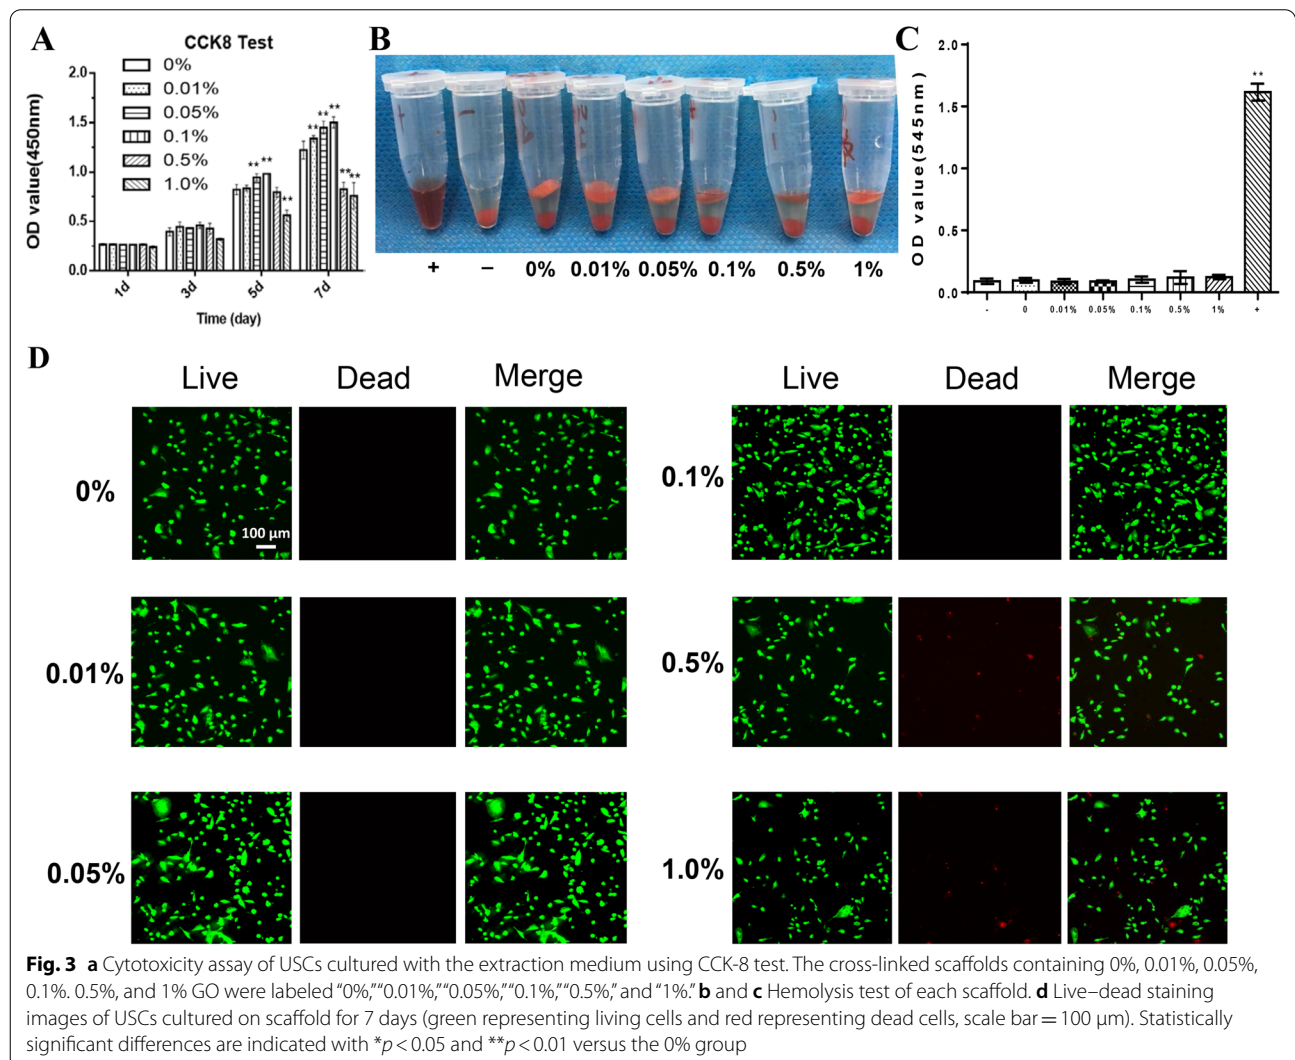 A
CCK8 Test
0%
0.01%
0.05%
0.1%
0.5%
1.0%
OD value(450nm)
2.0
1.5
1.0
0.5
0.0
** ** **
** **
**
** **
1d 3d 5d 7d
Time (day)
B
+ – 0% 0.01% 0.05% 0.1% 0.5% 1%
C
OD value(545nm)
2.0
1.5
1.0
0.5
0.0
**
- 0 0.01% 0.05% 0.1% 0.5% 1% +
D
Live Dead Merge
0%
100 μm
0.01%
0.05%
Live Dead Merge
0.1%
0.5%
1.0%
Fig. 3 a Cytotoxicity assay of USCs cultured with the extraction medium using CCK-8 test. The cross-linked scaffolds containing 0%, 0.01%, 0.05%,
0.1%. 0.5%, and 1% GO were labeled “0%,” “0.01%,” “0.05%,” “0.1%,” “0.5%,” and “1%.” b and c Hemolysis test of each scaffold. d Live–dead staining
images of USCs cultured on scaffold for 7 days (green representing living cells and red representing dead cells, scale bar = 100 μm). Statistically
significant differences are indicated with *p < 0.05 and **p < 0.01 versus the 0% group